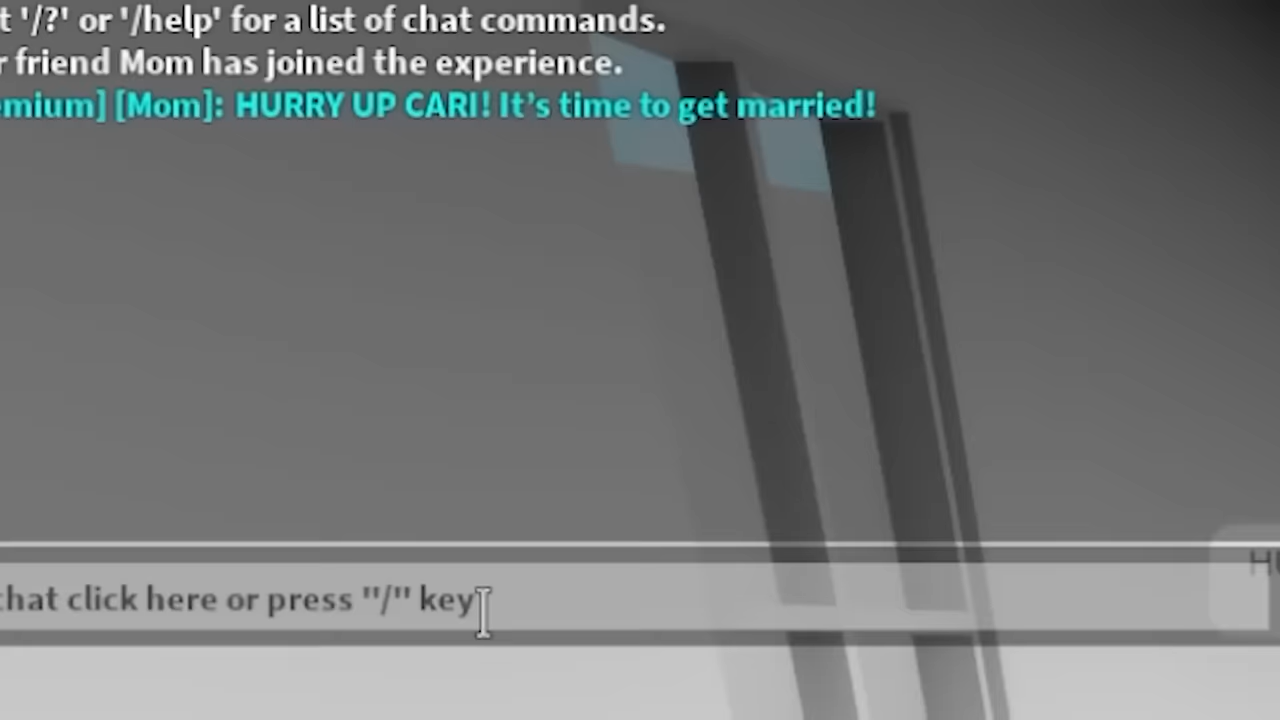 t '/?' or '/help' for a list of chat commands.
r friend Mom has joined the experience.
emium] [Mom]: HURRY UP CARI! It’s time to get married!
that click here or press "/" key